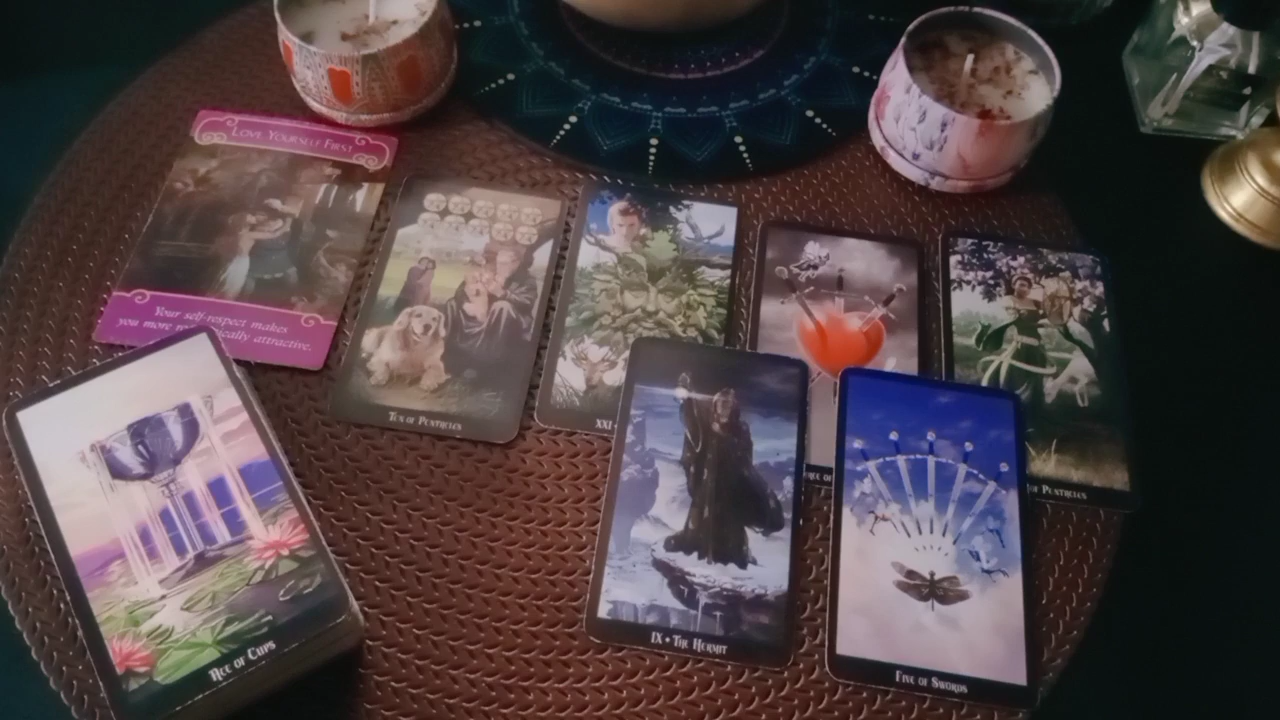 LOVE YOURSELF FIRST
Your self-respect makes
you more attractive.
TEN OF PENTACLES
XXI
OF PENTACLES
IX • THE HERMIT
FIVE OF SWORDS
ACE OF CUPS